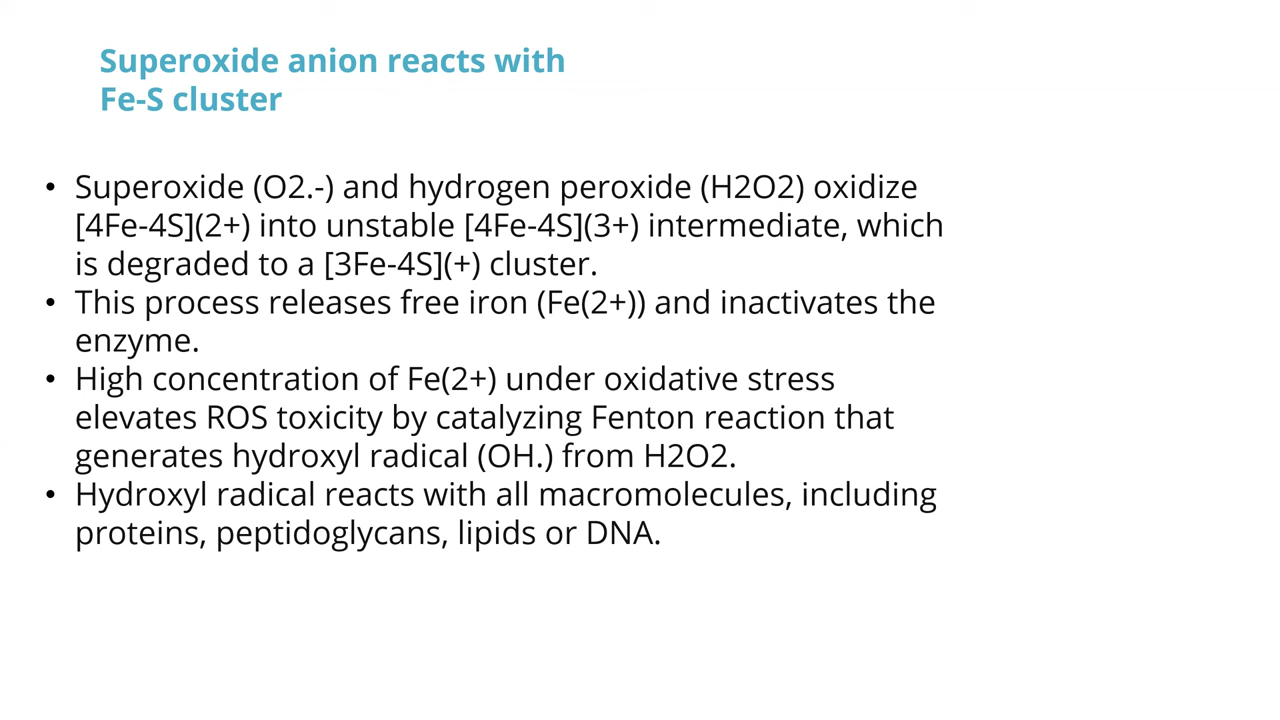 Superoxide anion reacts with
Fe-S cluster
• Superoxide (O2.-) and hydrogen peroxide (H2O2) oxidize
[4Fe-4S](2+) into unstable [4Fe-4S](3+) intermediate, which
is degraded to a [3Fe-4S](+) cluster.
• This process releases free iron (Fe(2+)) and inactivates the
enzyme.
• High concentration of Fe(2+) under oxidative stress
elevates ROS toxicity by catalyzing Fenton reaction that
generates hydroxyl radical (OH.) from H2O2.
• Hydroxyl radical reacts with all macromolecules, including
proteins, peptidoglycans, lipids or DNA.